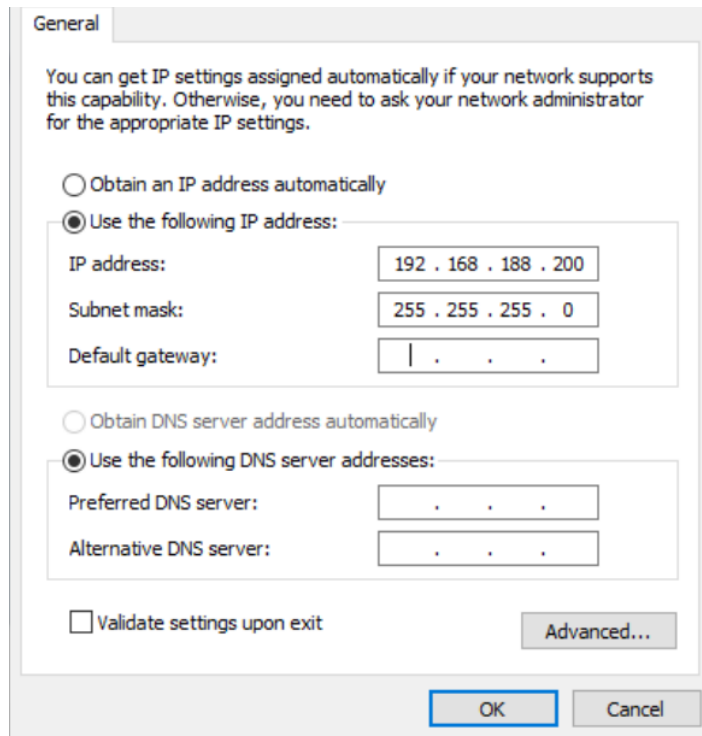 General
You can get IP settings assigned automatically if your network supports
this capability. Otherwise, you need to ask your network administrator
for the appropriate IP settings.
Obtain an IP address automatically
Use the following IP address:
IP address: 192 . 168 . 188 . 200
Subnet mask: 255 . 255 . 255 . 0
Default gateway: . . .
Obtain DNS server address automatically
Use the following DNS server addresses:
Preferred DNS server: . . .
Alternative DNS server: . . .
Validate settings upon exit Advanced...
OK Cancel